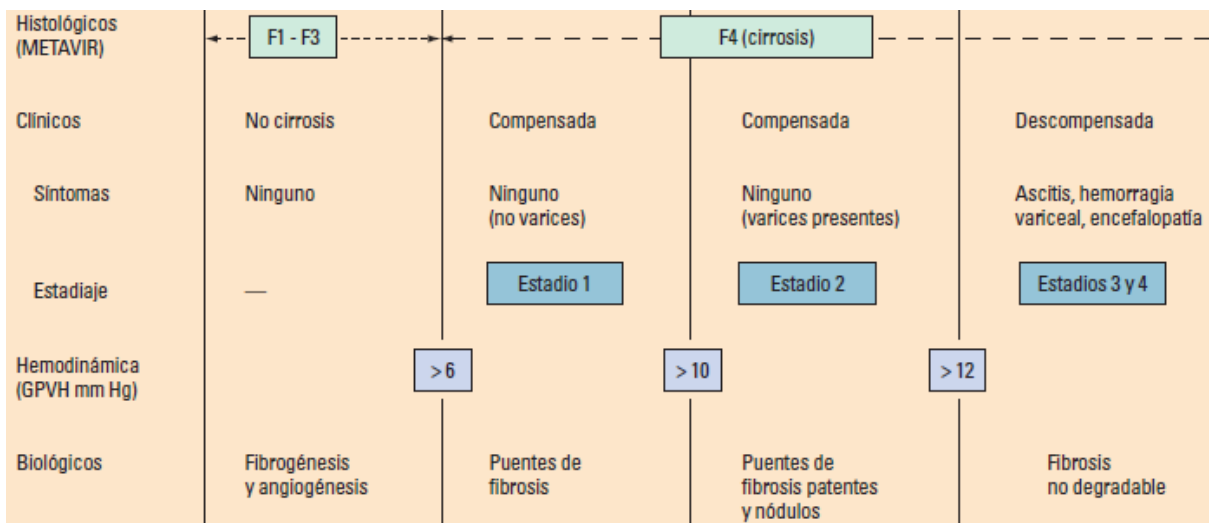 Histológicos
(METAVIR)
F1 - F3
F4 (cirrosis)
Clínicos
No cirrosis
Compensada
Compensada
Descompensada
Síntomas
Ninguno
Ninguno
(no varices)
Ninguno
(varices presentes)
Ascitis, hemorragia
variceal, encefalopatía
Estadiaje
—
Estadio 1
Estadio 2
Estadios 3 y 4
Hemodinámica
(GPVH mm Hg)
> 6
> 10
> 12
Biológicos
Fibrogénesis
y angiogénesis
Puentes de
fibrosis
Puentes de
fibrosis patentes
y nódulos
Fibrosis
no degradable